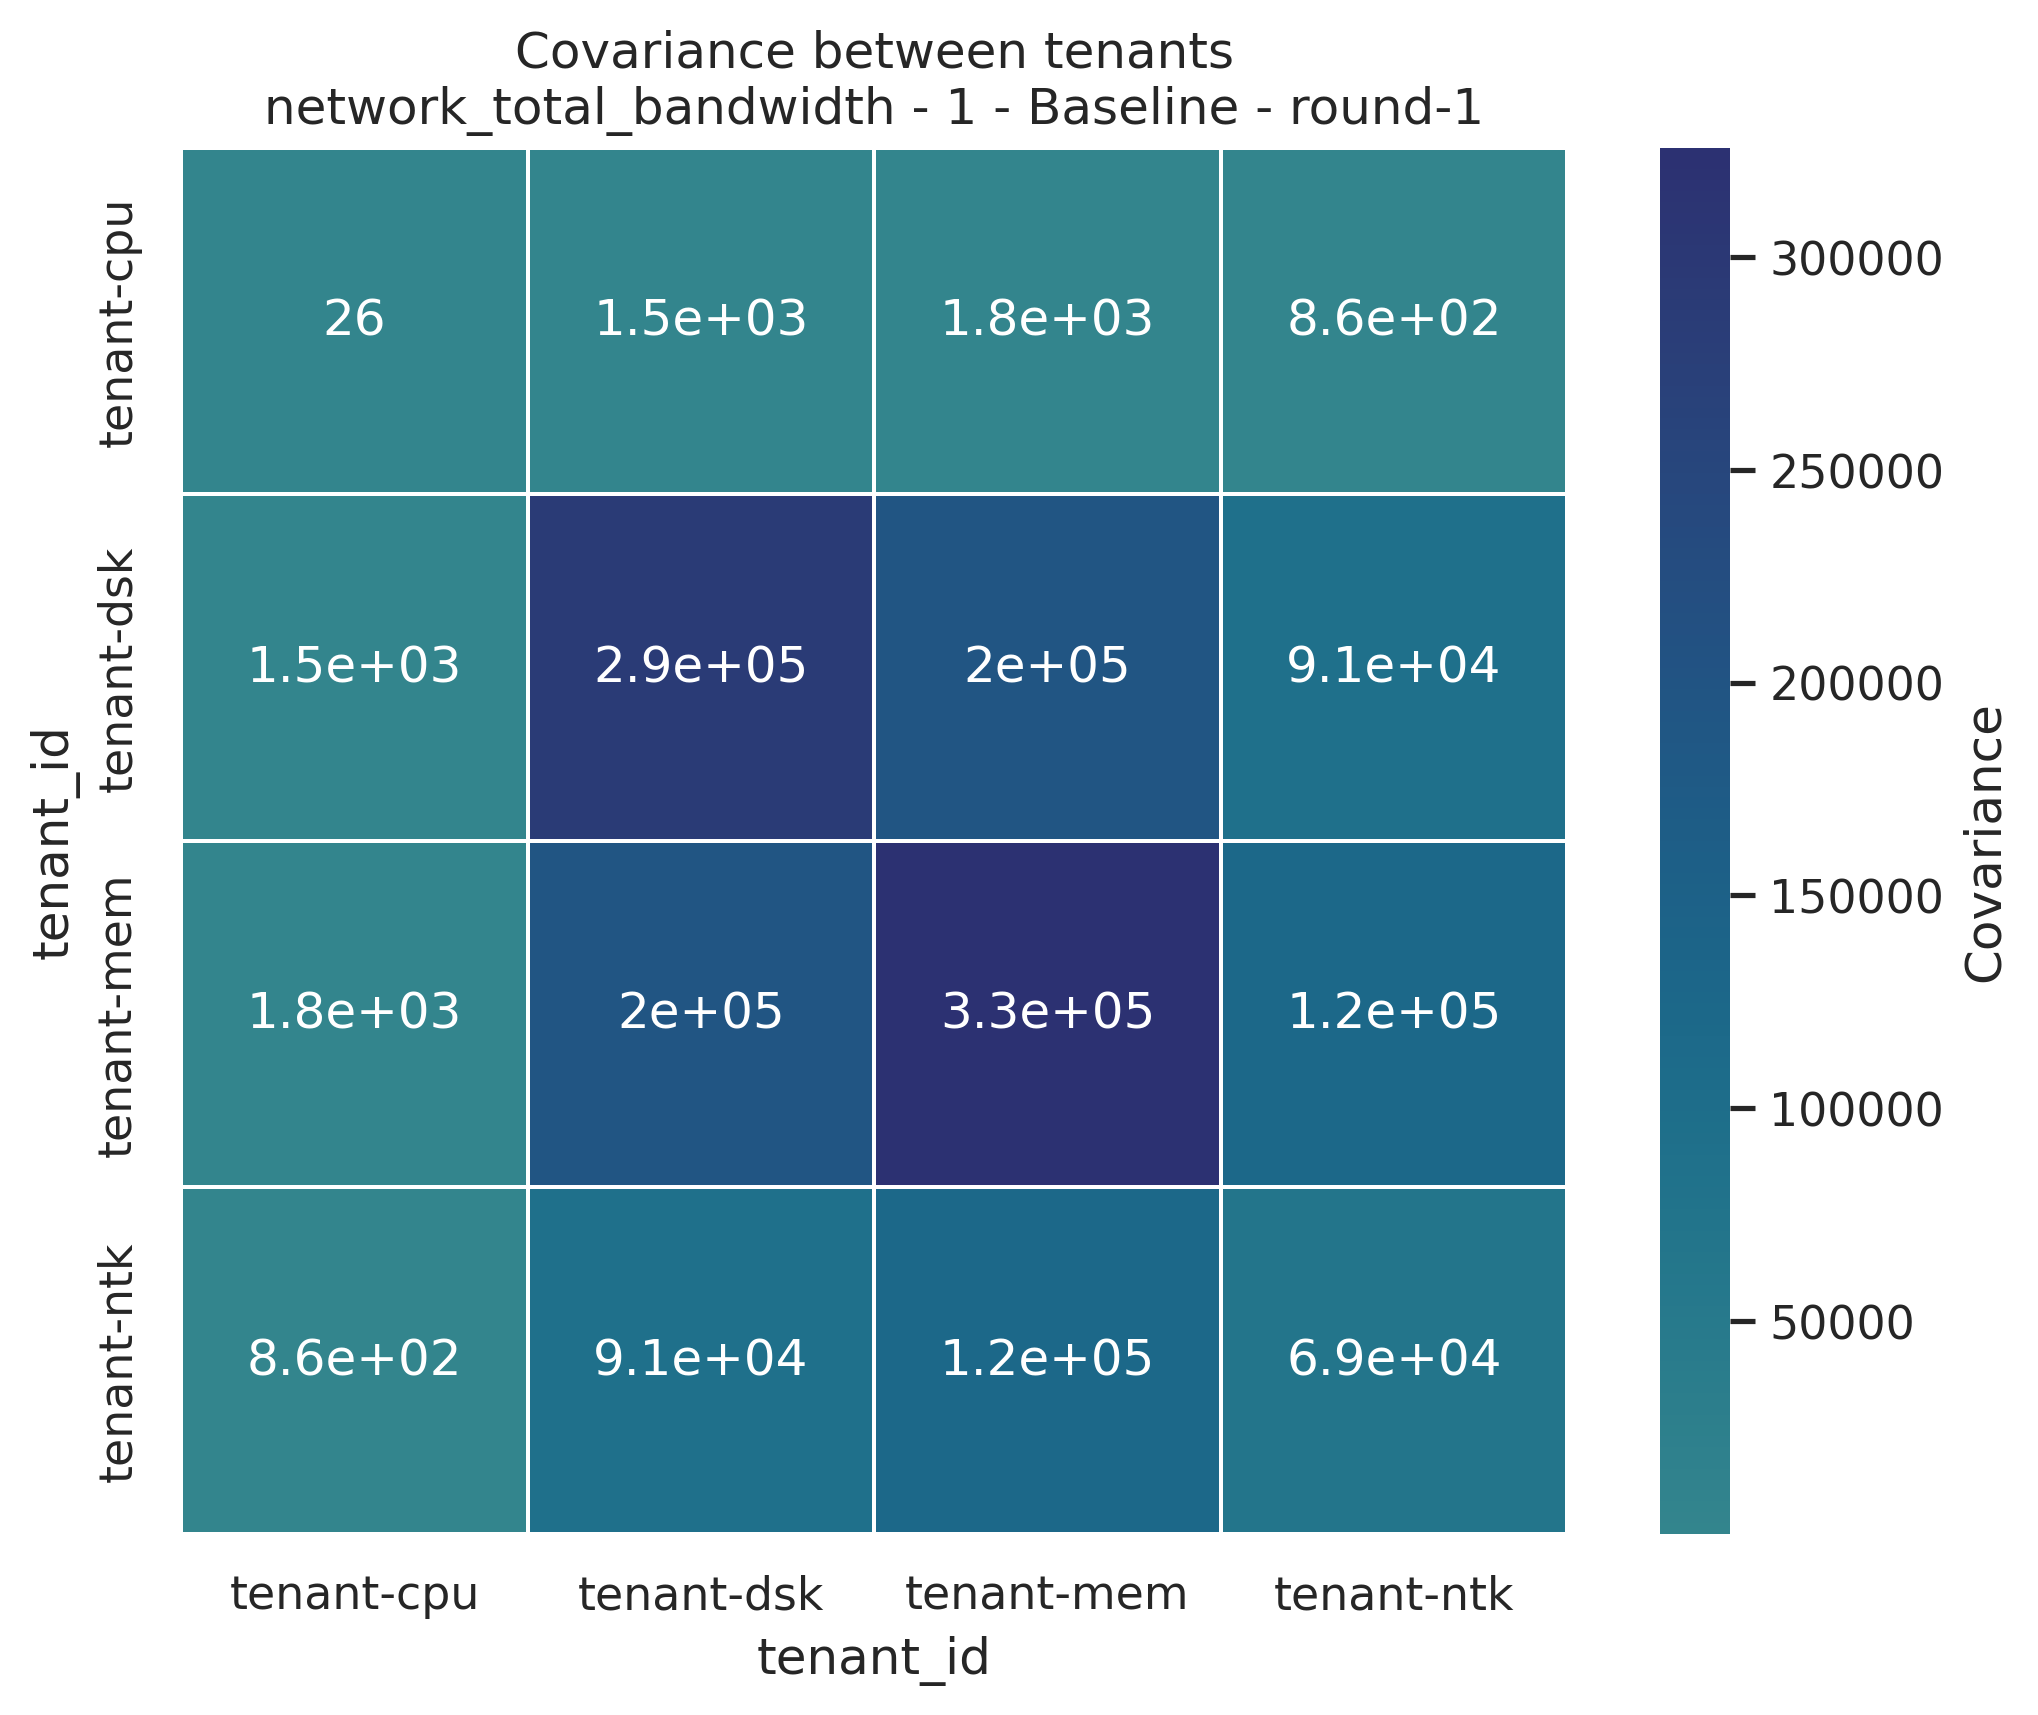 Covariance between tenants
network_total_bandwidth - 1 - Baseline - round-1
tenant_id
tenant-cpu
26
1.5e+03
1.8e+03
8.6e+02
tenant-dsk
1.5e+03
2.9e+05
2e+05
9.1e+04
tenant-mem
1.8e+03
2e+05
3.3e+05
1.2e+05
tenant-ntk
8.6e+02
9.1e+04
1.2e+05
6.9e+04
tenant-cpu
tenant-dsk
tenant-mem
tenant-ntk
tenant_id
300000
250000
200000
150000
100000
50000
Covariance